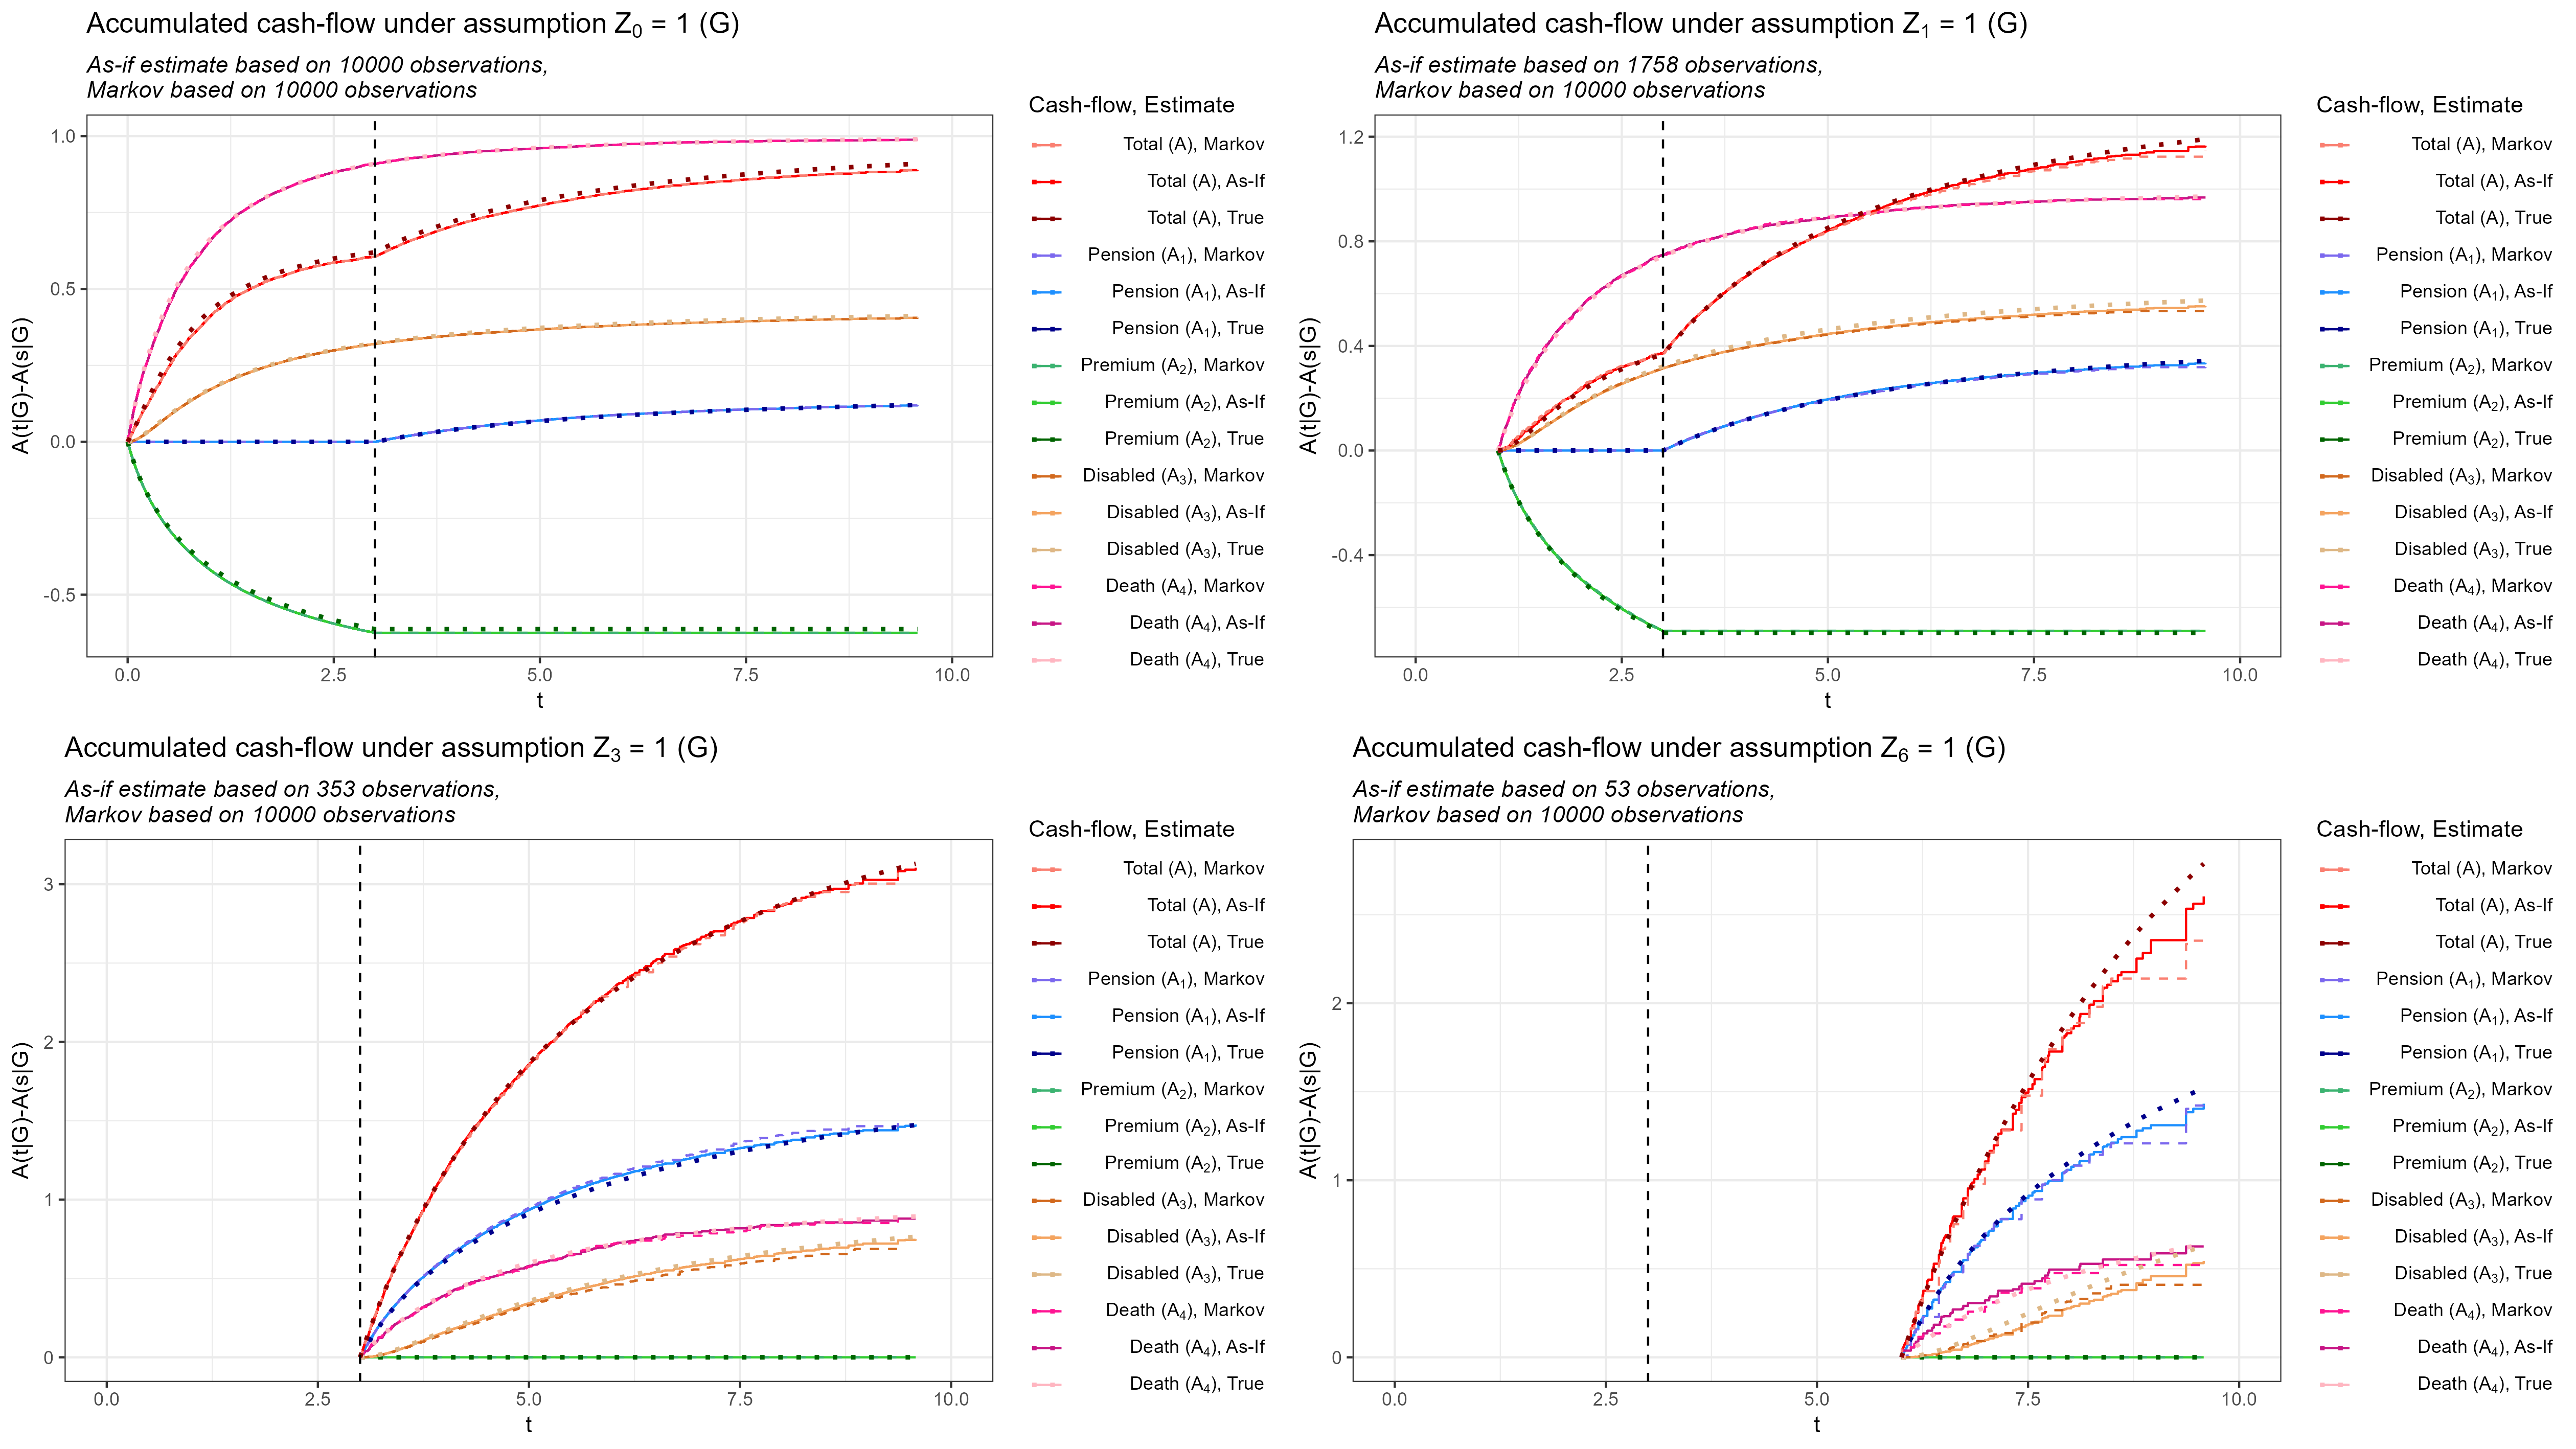 Accumulated cash-flow under assumption Z₀ = 1 (G)
As-if estimate based on 10000 observations,
Markov based on 10000 observations
A(t|G)-A(s|G)
1.0
0.5
0.0
-0.5
0.0 2.5 5.0 7.5 10.0
t
Cash-flow, Estimate
Total (A), Markov
Total (A), As-If
Total (A), True
Pension (A₁), Markov
Pension (A₁), As-If
Pension (A₁), True
Premium (A₂), Markov
Premium (A₂), As-If
Premium (A₂), True
Disabled (A₃), Markov
Disabled (A₃), As-If
Disabled (A₃), True
Death (A₄), Markov
Death (A₄), As-If
Death (A₄), True
Accumulated cash-flow under assumption Z₁ = 1 (G)
As-if estimate based on 1758 observations,
Markov based on 10000 observations
A(t|G)-A(s|G)
1.2
0.8
0.4
0.0
-0.4
0.0 2.5 5.0 7.5 10.0
t
Cash-flow, Estimate
Total (A), Markov
Total (A), As-If
Total (A), True
Pension (A₁), Markov
Pension (A₁), As-If
Pension (A₁), True
Premium (A₂), Markov
Premium (A₂), As-If
Premium (A₂), True
Disabled (A₃), Markov
Disabled (A₃), As-If
Disabled (A₃), True
Death (A₄), Markov
Death (A₄), As-If
Death (A₄), True
Accumulated cash-flow under assumption Z₃ = 1 (G)
As-if estimate based on 353 observations,
Markov based on 10000 observations
A(t|G)-A(s|G)
3
2
1
0
0.0 2.5 5.0 7.5 10.0
t
Cash-flow, Estimate
Total (A), Markov
Total (A), As-If
Total (A), True
Pension (A₁), Markov
Pension (A₁), As-If
Pension (A₁), True
Premium (A₂), Markov
Premium (A₂), As-If
Premium (A₂), True
Disabled (A₃), Markov
Disabled (A₃), As-If
Disabled (A₃), True
Death (A₄), Markov
Death (A₄), As-If
Death (A₄), True
Accumulated cash-flow under assumption Z₆ = 1 (G)
As-if estimate based on 53 observations,
Markov based on 10000 observations
A(t|G)-A(s|G)
2
1
0
0.0 2.5 5.0 7.5 10.0
t
Cash-flow, Estimate
Total (A), Markov
Total (A), As-If
Total (A), True
Pension (A₁), Markov
Pension (A₁), As-If
Pension (A₁), True
Premium (A₂), Markov
Premium (A₂), As-If
Premium (A₂), True
Disabled (A₃), Markov
Disabled (A₃), As-If
Disabled (A₃), True
Death (A₄), Markov
Death (A₄), As-If
Death (A₄), True